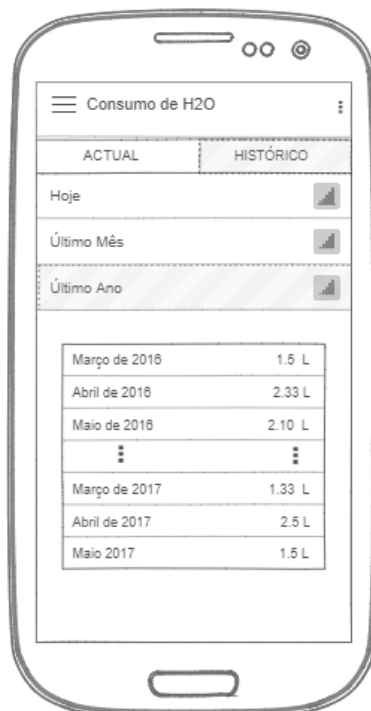 Consumo de H2O
ACTUAL HISTÓRICO
Hoje
Último Mês
Último Ano
Março de 2016 1.5 L
Abril de 2016 2.33 L
Maio de 2016 2.10 L
Março de 2017 1.33 L
Abril de 2017 2.5 L
Maio 2017 1.5 L